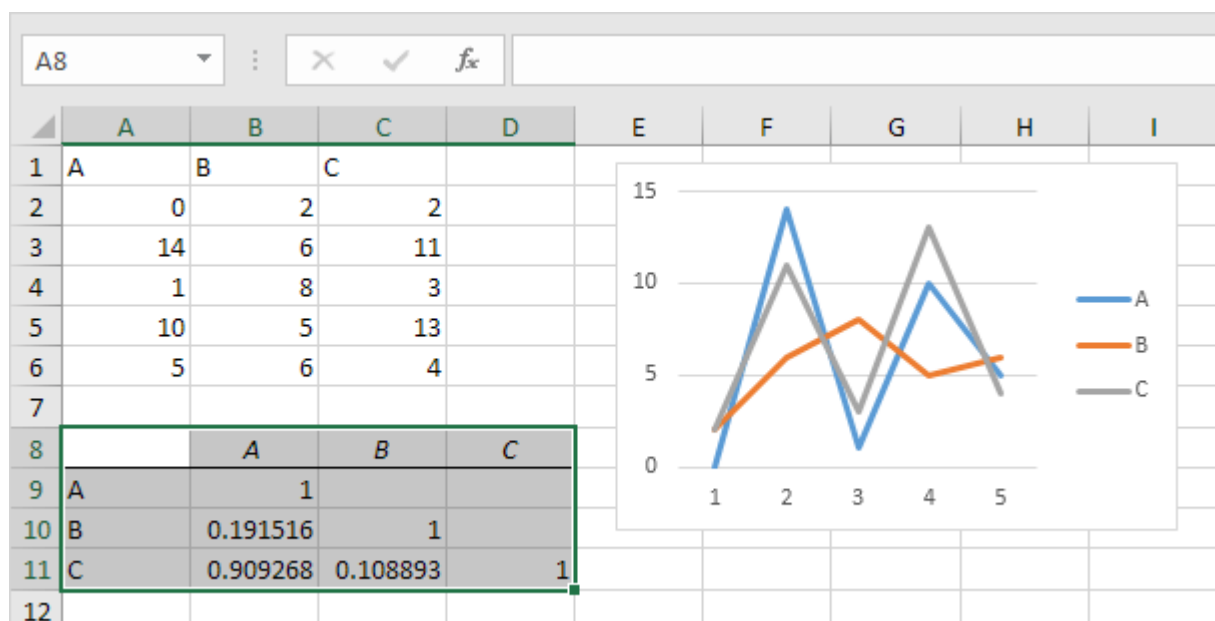 A8 fx
A B C D E F G H I
1 A B C
2 0 2 2
3 14 6 11
4 1 8 3
5 10 5 13
6 5 6 4
7
8 A B C
9 A 1
10 B 0.191516 1
11 C 0.909268 0.108893 1
12
15
10
5
0
1 2 3 4 5
A
B
C